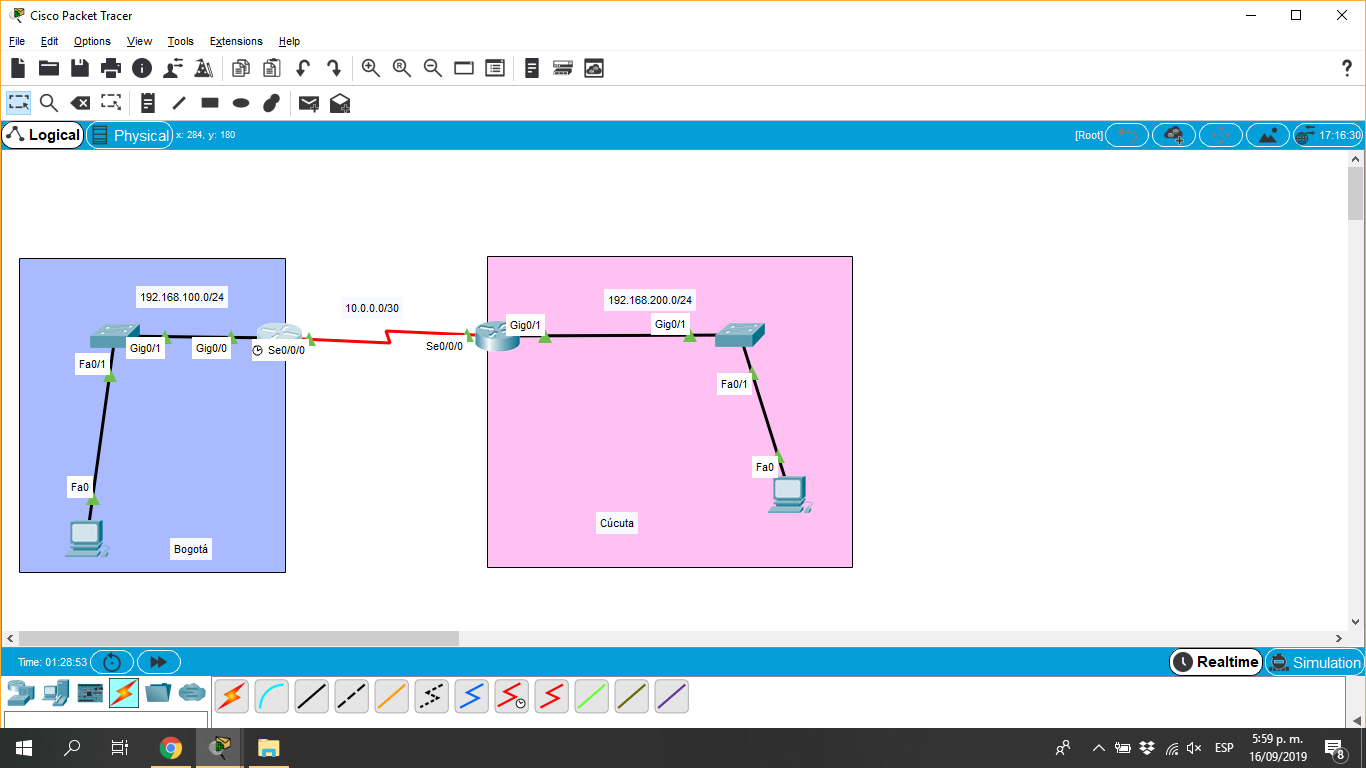 Cisco Packet Tracer
File Edit Options View Tools Extensions Help
?
Logical Physical x: 284, y: 180 [Root] 17:16:30
192.168.100.0/24
10.0.0.0/30
192.168.200.0/24
Gig0/1
Gig0/1
Gig0/1
Gig0/0
Se0/0/0
Se0/0/0
Fa0/1
Fa0/1
Fa0
Fa0
Cúcuta
Bogotá
Time: 01:28:53 Realtime Simulation
ESP
5:59 p. m.
16/09/2019
8